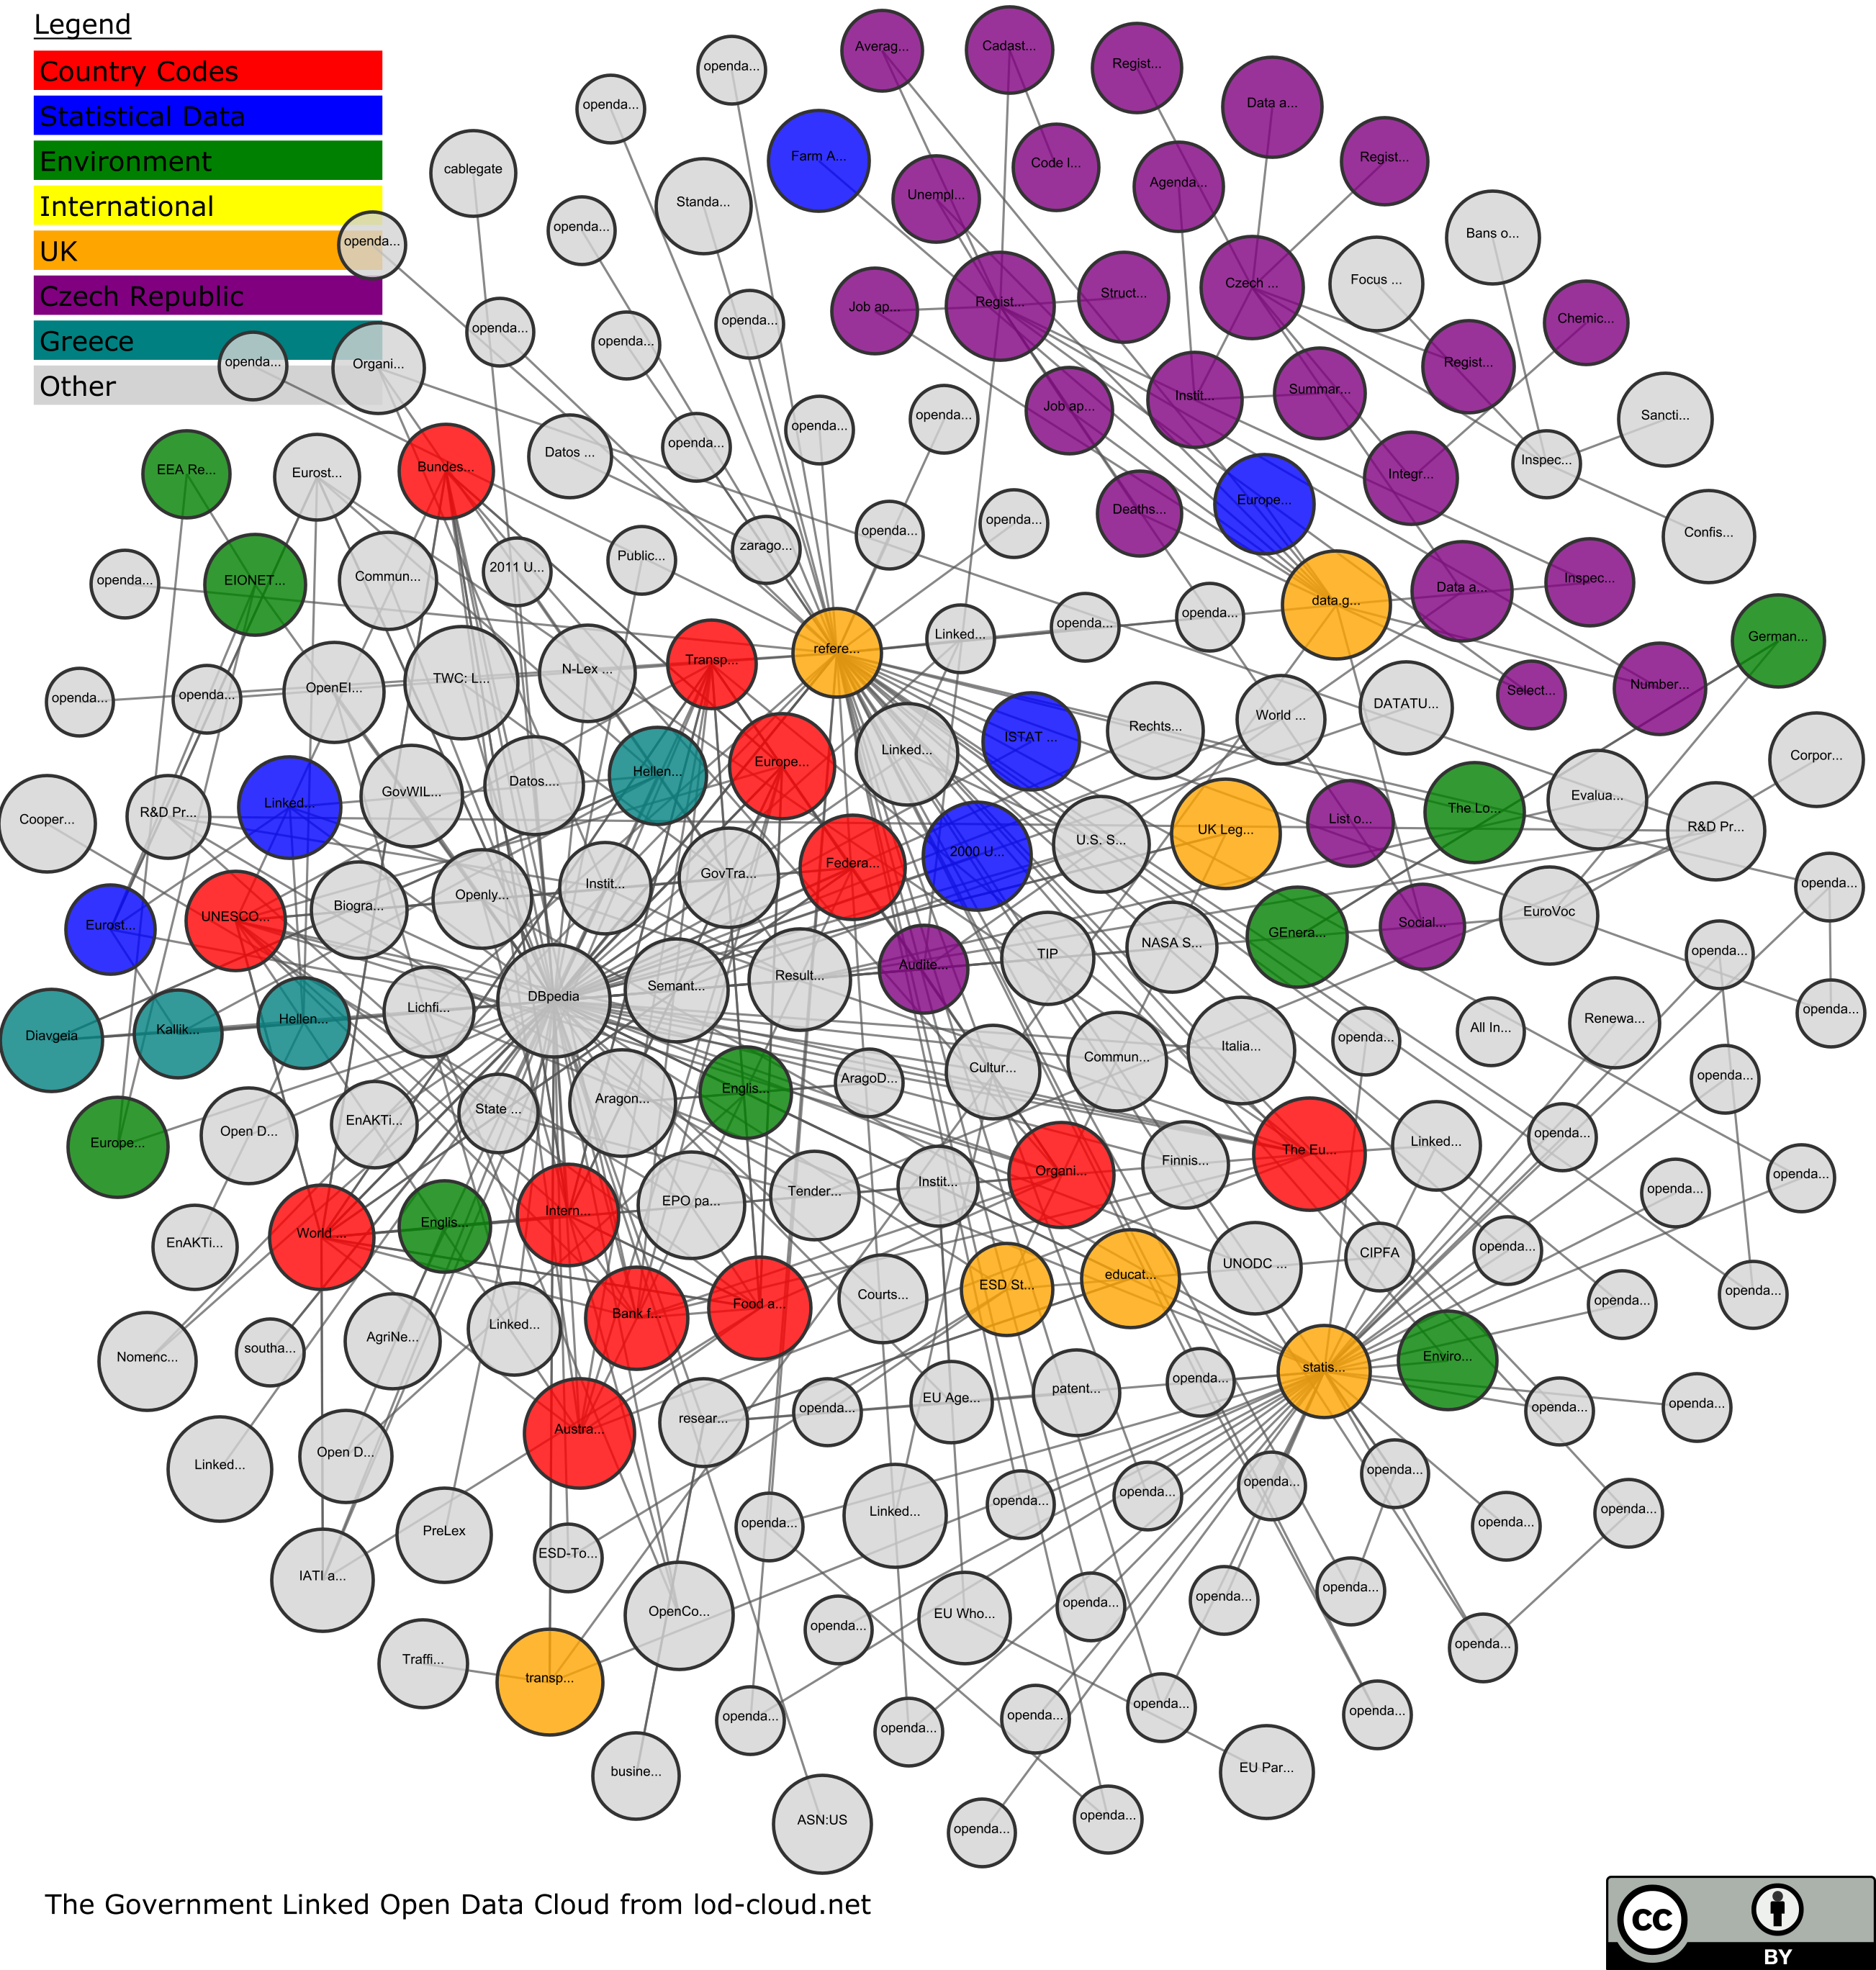 Legend
Country Codes
Statistical Data
Environment
International
UK
Czech Republic
Greece
Other
openda...
Averag...
Cadast...
Regist...
openda...
Data a...
cablegate
Farm A...
Code l...
Regist...
Standa...
Unempl...
Agenda...
openda...
openda...
Bans o...
Job ap...
Regist...
Struct...
Czech ...
Focus ...
Chemic...
openda...
openda...
openda...
openda...
Organi...
Job ap...
Instit...
Summar...
Regist...
Sancti...
EEA Re...
Eurost...
Bundes...
Datos ...
openda...
openda...
openda...
Integr...
Inspec...
Deaths...
Europe...
Confis...
openda...
EIONET...
Commun...
2011 U...
Public...
zarago...
openda...
openda...
data.g...
Data a...
Inspec...
Linked...
openda...
openda...
German...
openda...
openda...
OpenEI...
TWC: L...
N-Lex ...
Transp...
refere...
Select...
Number...
World ...
DATATU...
Linked...
ISTAT ...
Rechts...
Corpor...
Cooper...
R&D Pr...
Linked...
GovWIL...
Datos....
Hellen...
Europe...
UK Leg...
List o...
The Lo...
Evalua...
R&D Pr...
Eurost...
UNESCO...
Biogra...
Openly...
Instit...
GovTra...
Federa...
2000 U...
U.S. S...
openda...
Diavgeia
Kallik...
Hellen...
Lichfi...
DBpedia
Semant...
Result...
Audite...
TIP
NASA S...
GEnera...
Social...
EuroVoc
openda...
Italia...
openda...
All In...
Renewa...
openda...
Europe...
Open D...
EnAKTi...
State ...
Aragon...
Englis...
AragoD...
Cultur...
Commun...
openda...
EnAKTi...
World ...
Englis...
Intern...
EPO pa...
Tender...
Instit...
Organi...
Finnis...
The Eu...
Linked...
openda...
openda...
openda...
Nomenc...
southa...
AgriNe...
Linked...
Bank f...
Food a...
Courts...
ESD St...
educat...
UNODC ...
CIPFA
openda...
openda...
openda...
Linked...
Open D...
Austra...
resear...
openda...
EU Age...
patent...
openda...
statis...
Enviro...
openda...
openda...
IATI a...
PreLex
ESD-To...
openda...
Linked...
openda...
openda...
openda...
openda...
openda...
openda...
Traffi...
transp...
OpenCo...
openda...
EU Who...
openda...
openda...
openda...
openda...
busine...
openda...
openda...
openda...
openda...
openda...
EU Par...
ASN:US
openda...
openda...
The Government Linked Open Data Cloud from lod-cloud.net
CC
BY